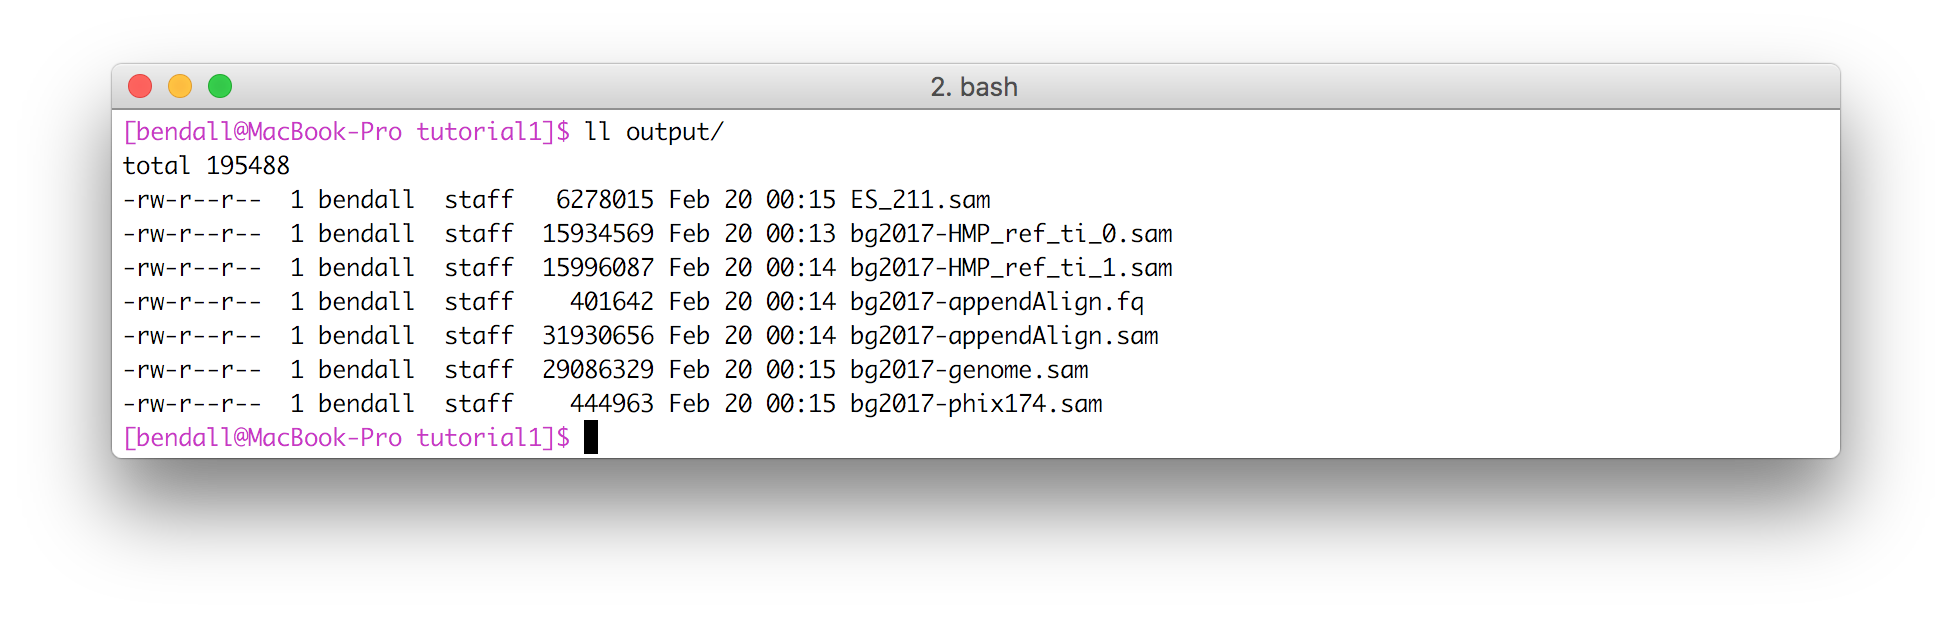 2. bash
[bendall@MacBook-Pro tutorial1]$ ll output/
total 195488
-rw-r--r--  1 bendall  staff   6278015 Feb 20 00:15 ES_211.sam
-rw-r--r--  1 bendall  staff  15934569 Feb 20 00:13 bg2017-HMP_ref_ti_0.sam
-rw-r--r--  1 bendall  staff  15996087 Feb 20 00:14 bg2017-HMP_ref_ti_1.sam
-rw-r--r--  1 bendall  staff    401642 Feb 20 00:14 bg2017-appendAlign.fq
-rw-r--r--  1 bendall  staff  31930656 Feb 20 00:14 bg2017-appendAlign.sam
-rw-r--r--  1 bendall  staff  29086329 Feb 20 00:15 bg2017-genome.sam
-rw-r--r--  1 bendall  staff    444963 Feb 20 00:15 bg2017-phix174.sam
[bendall@MacBook-Pro tutorial1]$